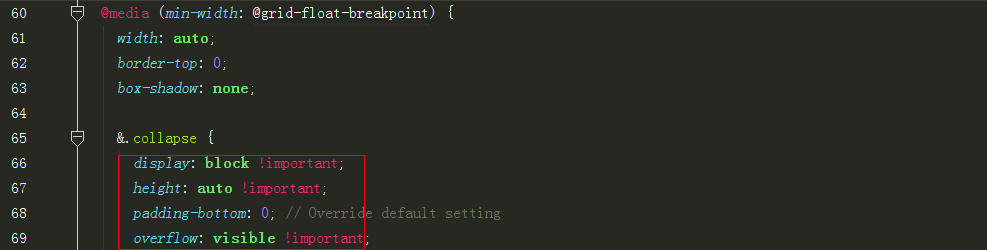 60 @media (min-width: @grid-float-breakpoint) {
61 width: auto;
62 border-top: 0;
63 box-shadow: none;
64
65 &.collapse {
66 display: block !important;
67 height: auto !important;
68 padding-bottom: 0; // Override default setting
69 overflow: visible !important;